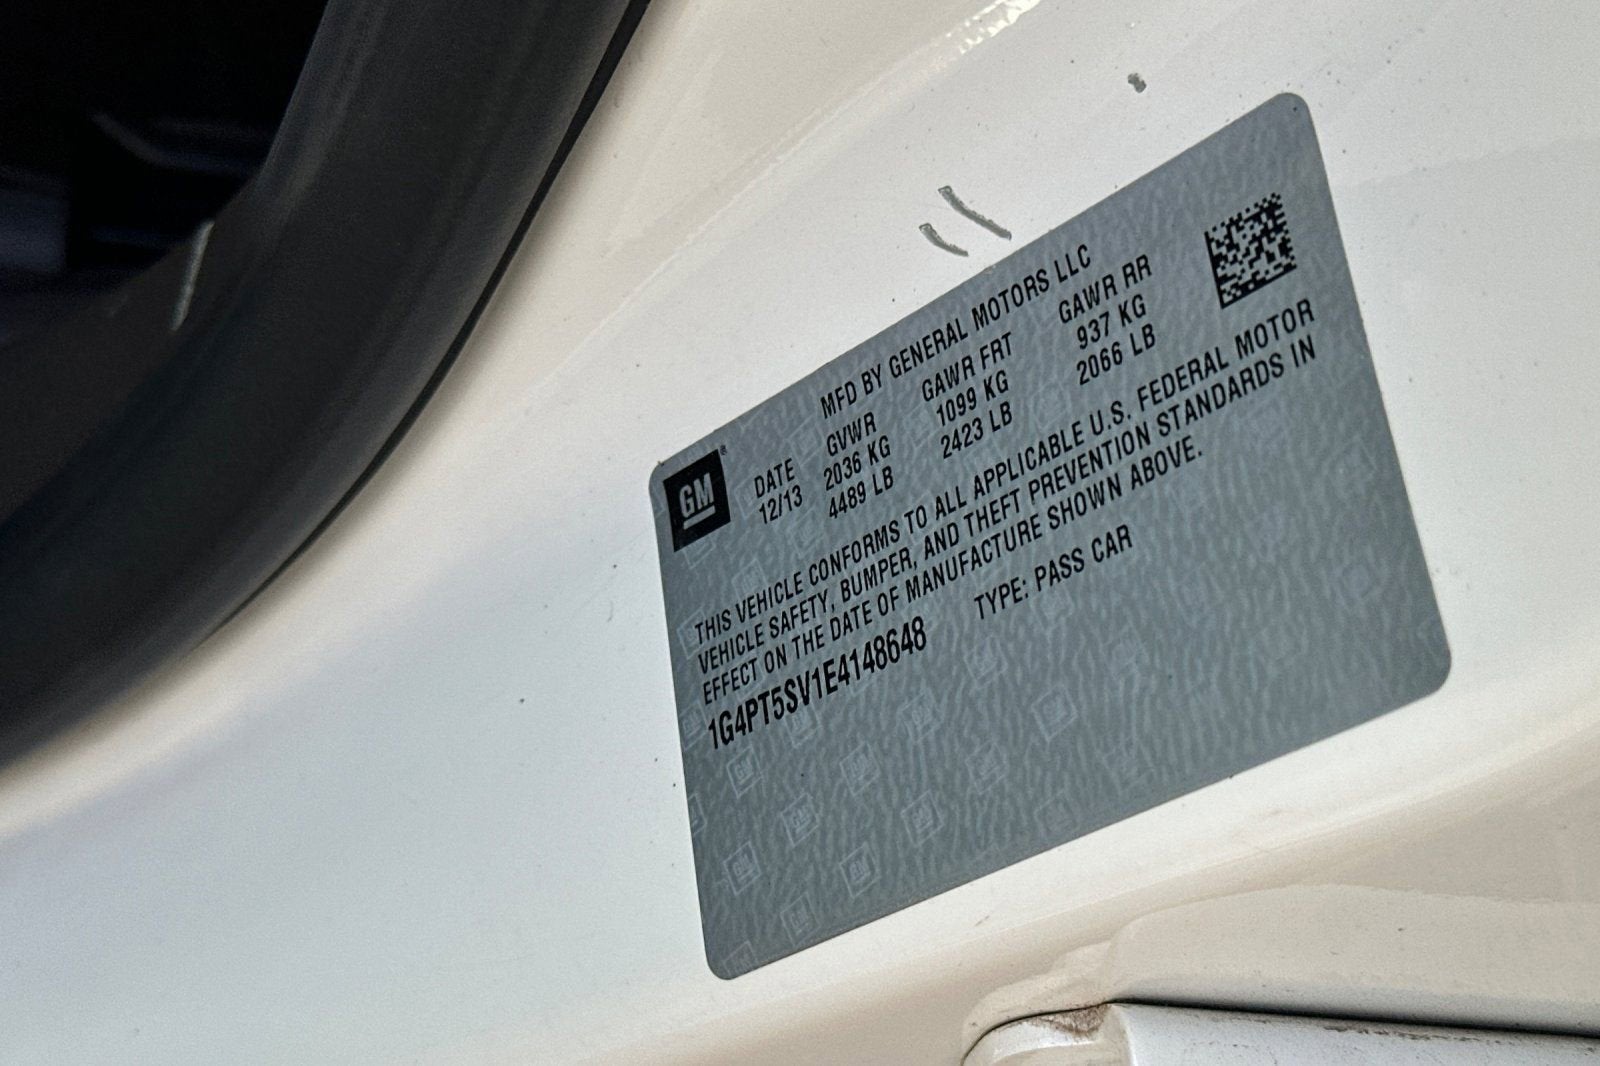 MFD BY GENERAL MOTORS LLC
GM®
DATE GVWR GAWR FRT GAWR RR
12/13 2036 KG 1099 KG 937 KG
4489 LB 2423 LB 2066 LB
THIS VEHICLE CONFORMS TO ALL APPLICABLE U.S. FEDERAL MOTOR
VEHICLE SAFETY, BUMPER, AND THEFT PREVENTION STANDARDS IN
EFFECT ON THE DATE OF MANUFACTURE SHOWN ABOVE.
1G4PT5SV1E4148648 TYPE: PASS CAR